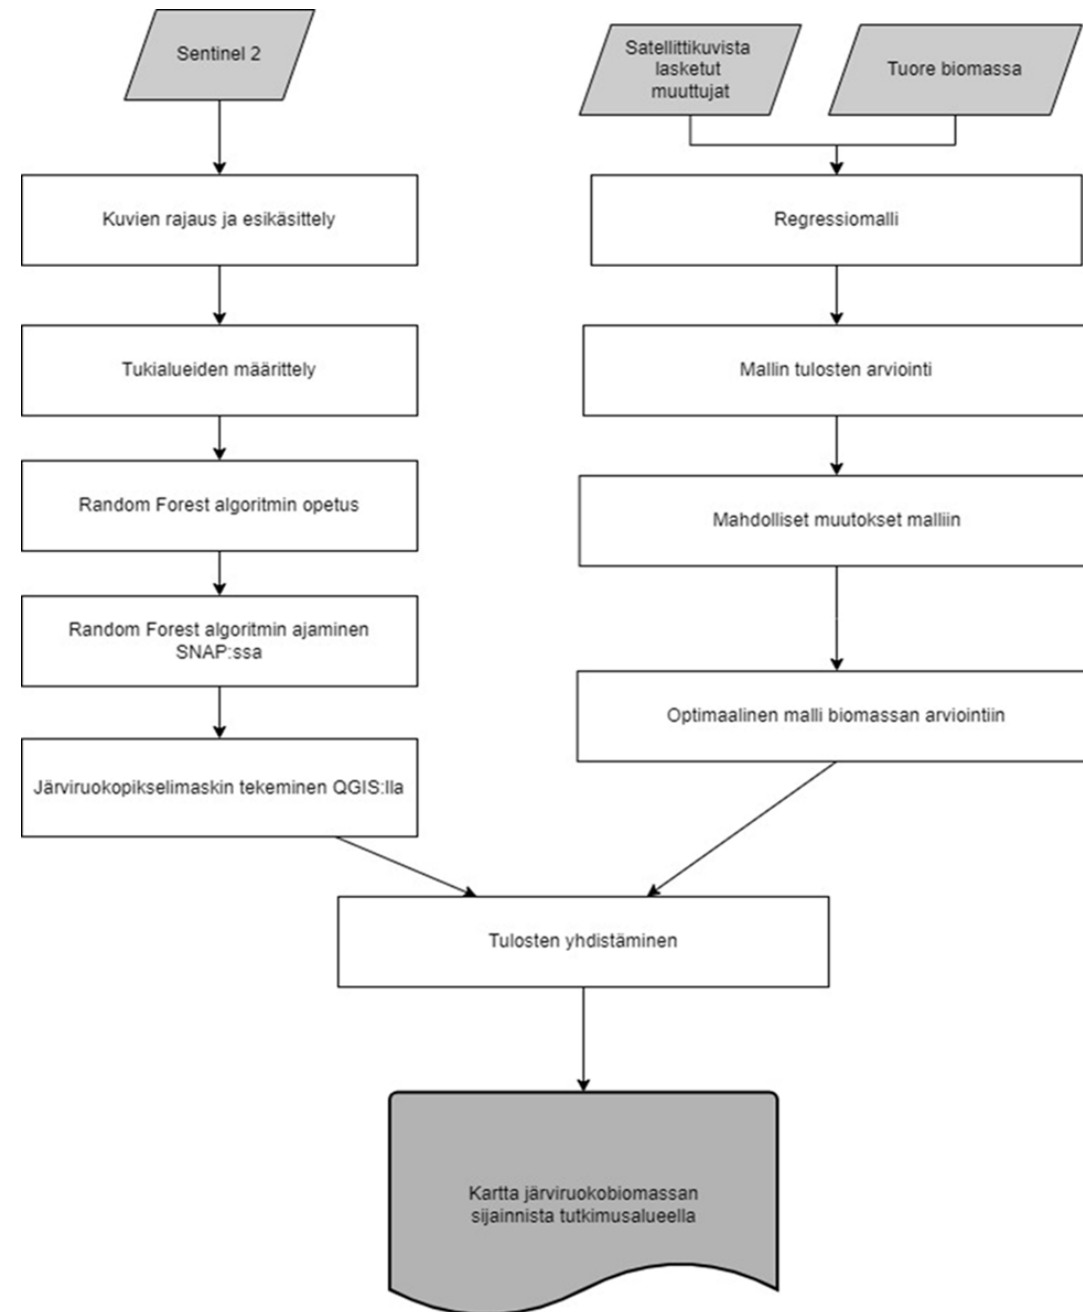 Sentinel 2
Kuvien rajaus ja esikäsittely
Tukialueiden määrittely
Random Forest algoritmin opetus
Random Forest algoritmin ajaminen
SNAP:ssa
Järviruokopikselimaskin tekeminen QGIS:lla
Satellittikuvista
lasketut
muuttujat
Tuore biomassa
Regressiomalli
Mallin tulosten arviointi
Mahdolliset muutokset malliin
Optimaalinen malli biomassan arviointiin
Tulosten yhdistäminen
Kartta järviruokobiomassan
sijainnista tutkimusalueella